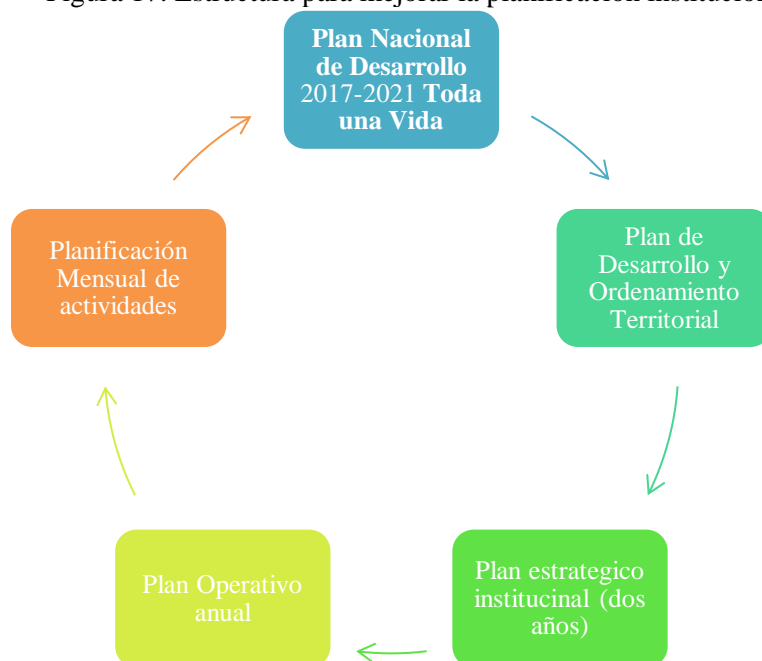 Plan Nacional
de Desarrollo
2017-2021 Toda
una Vida
Plan de
Desarrollo y
Ordenamiento
Territorial
Plan estrategico
institucinal (dos
años)
Plan Operativo
anual
Planificación
Mensual de
actividades